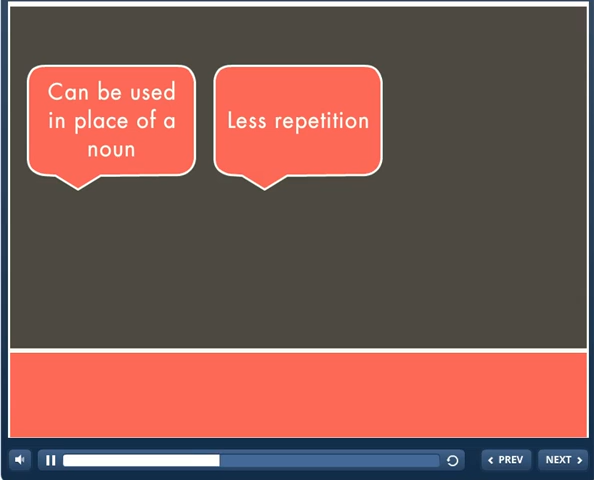 Can be used
in place of a
noun
Less repetition
PREV
NEXT